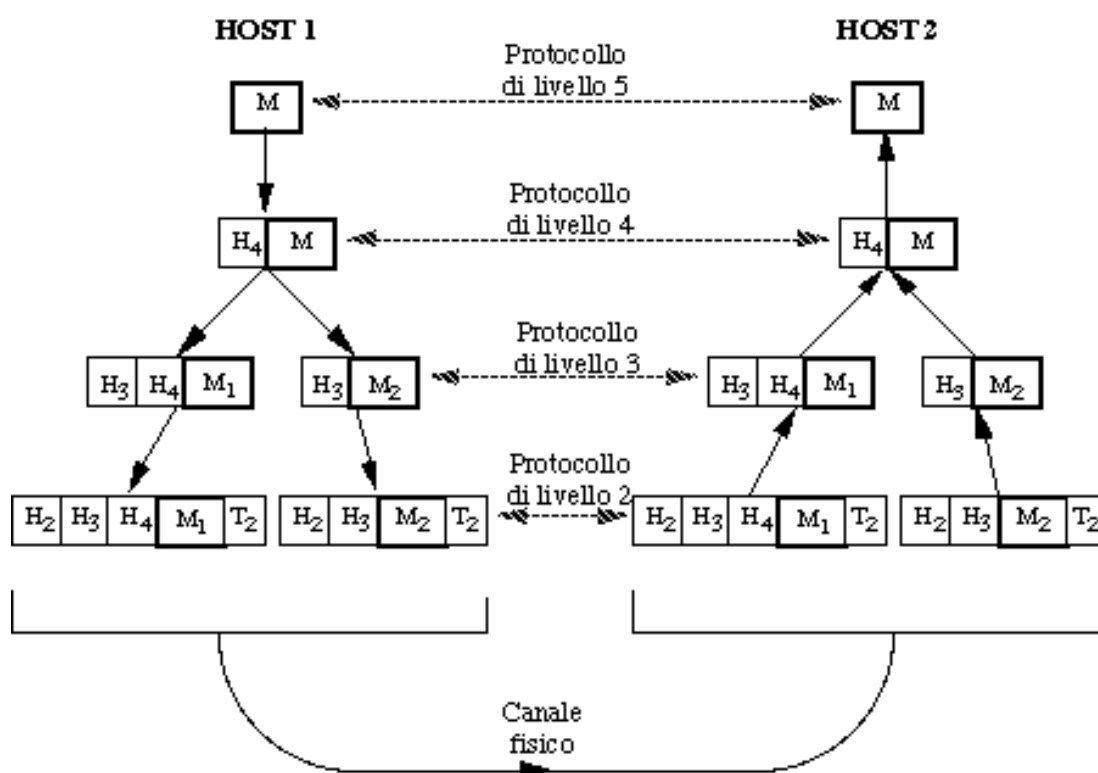 HOST 1 HOST 2
Protocollo
di livello 5
M M
Protocollo
di livello 4
H4 M H4 M
Protocollo
di livello 3
H3 H4 M1 H3 M2 H3 H4 M1 H3 M2
Protocollo
di livello 2
H2 H3 H4 M1 T2 H2 H3 M2 T2 H2 H3 H4 M1 T2 H2 H3 M2 T2
Canale
fisico